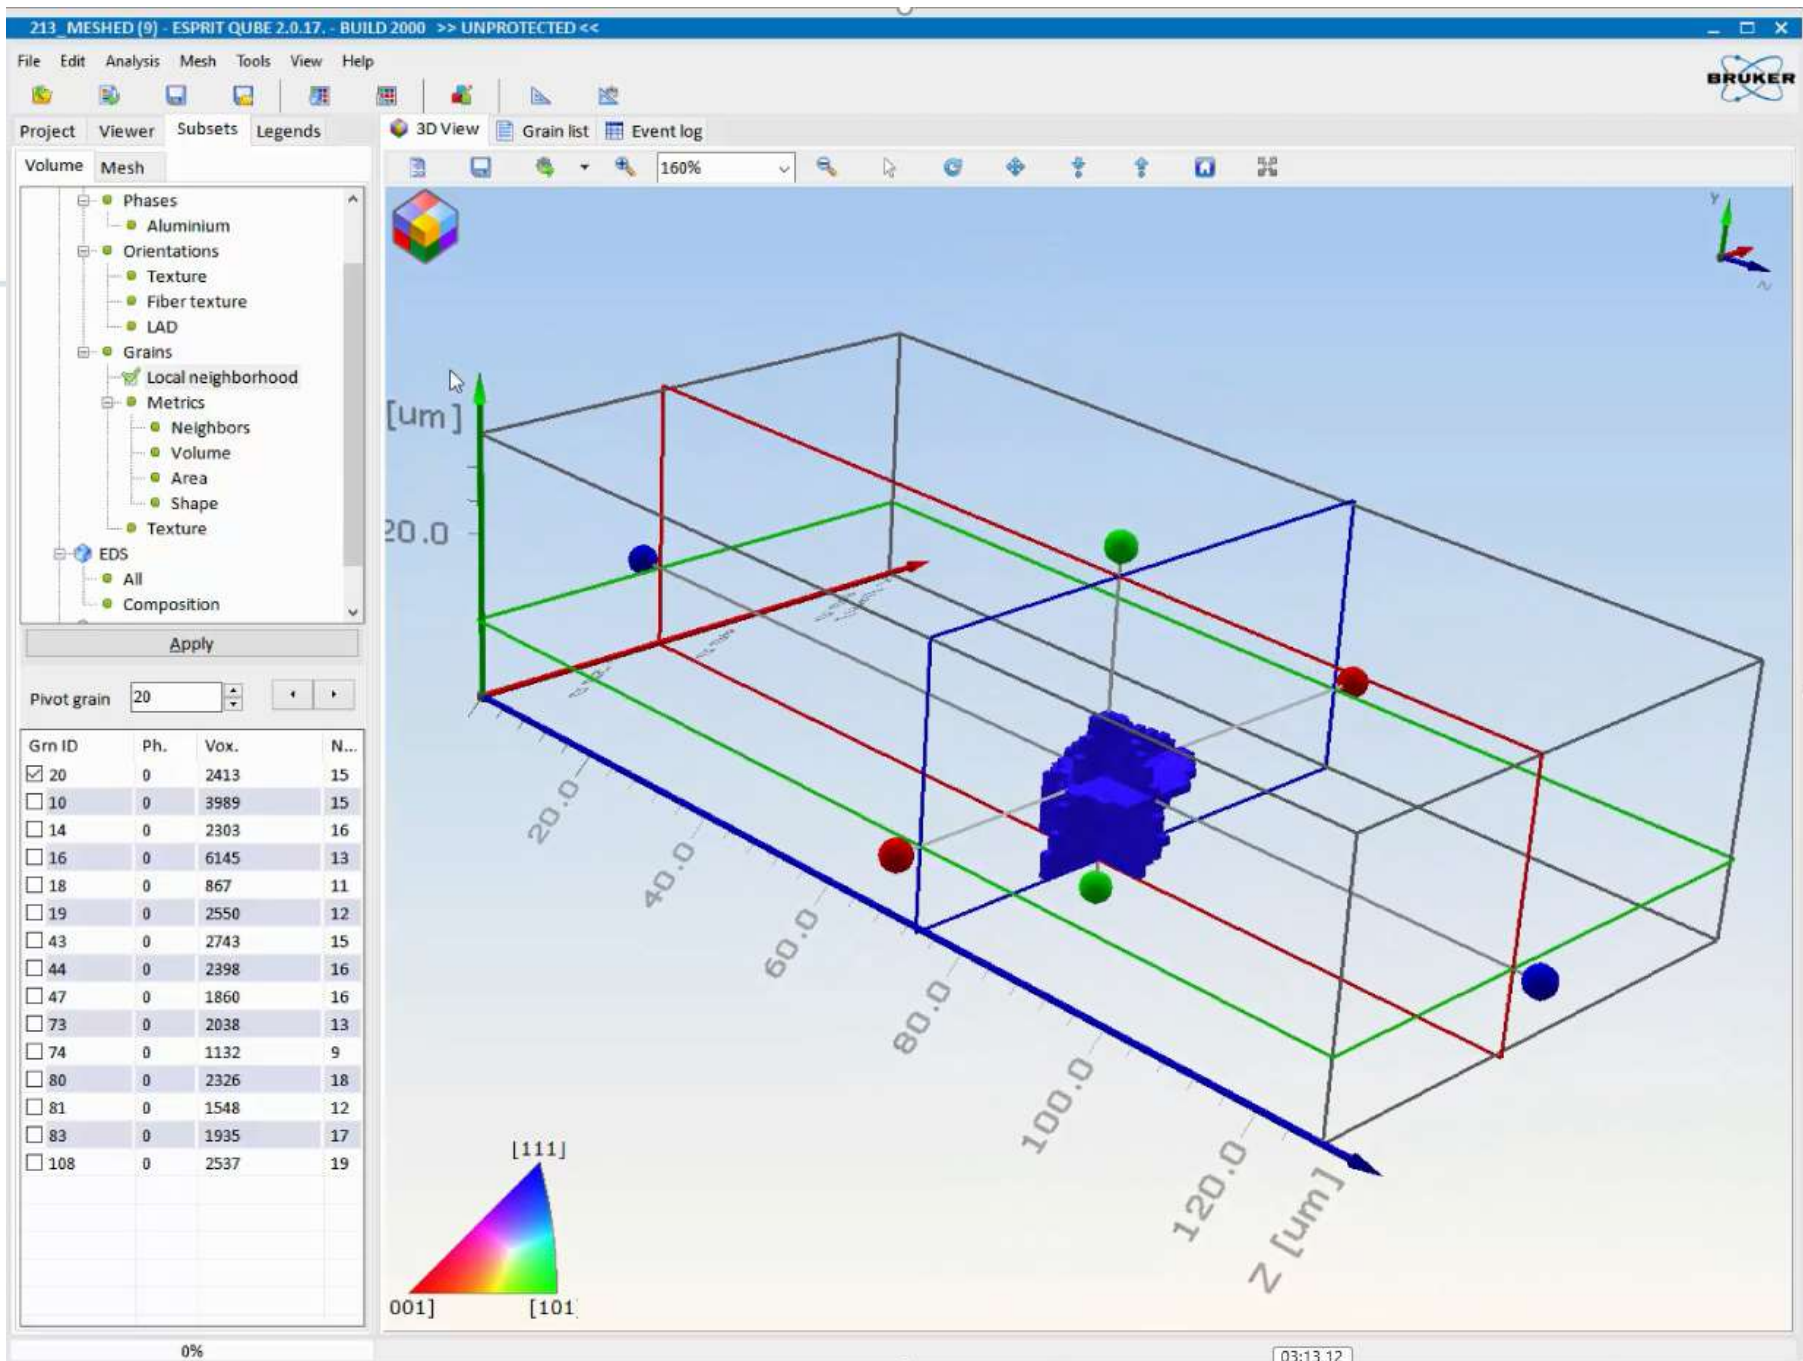 213_MESHED (9) - ESPRIT QUBE 2.0.17. - BUILD 2000 >> UNPROTECTED <<
File Edit Analysis Mesh Tools View Help
BRUKER
Project Viewer Subsets Legends
3D View Grain list Event log
Volume Mesh
160%
Phases
Aluminium
Orientations
Texture
Fiber texture
LAD
Grains
Local neighborhood
Metrics
Neighbors
Volume
Area
Shape
Texture
EDS
All
Composition
Apply
Pivot grain 20
Grn ID Ph. Vox. N...
20 0 2413 15
10 0 3989 15
14 0 2303 16
16 0 6145 13
18 0 867 11
19 0 2550 12
43 0 2743 15
44 0 2398 16
47 0 1860 16
73 0 2038 13
74 0 1132 9
80 0 2326 18
81 0 1548 12
83 0 1935 17
108 0 2537 19
0%
Y
Z
[um]
20.0
20.0
40.0
60.0
80.0
100.0
120.0
Z [um]
[111]
001]
[101
03:13.12